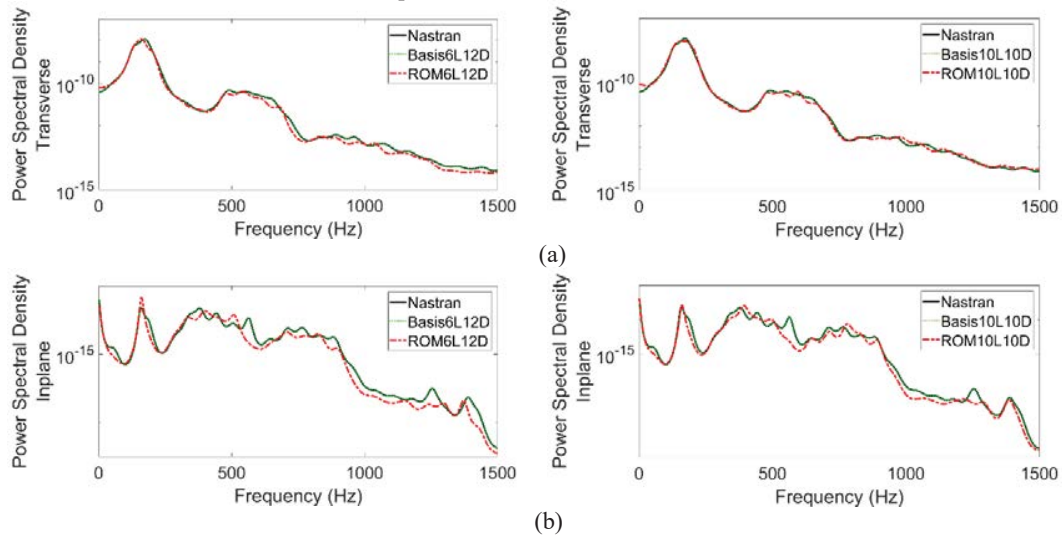 Power Spectral Density
Transverse
10^-10
10^-15
0
500
1000
1500
Frequency (Hz)
Nastran
Basis6L12D
ROM6L12D
Power Spectral Density
Transverse
10^-10
10^-15
0
500
1000
1500
Frequency (Hz)
Nastran
Basis10L10D
ROM10L10D
(a)
Power Spectral Density
Inplane
10^-15
0
500
1000
1500
Frequency (Hz)
Nastran
Basis6L12D
ROM6L12D
Power Spectral Density
Inplane
10^-15
0
500
1000
1500
Frequency (Hz)
Nastran
Basis10L10D
ROM10L10D
(b)